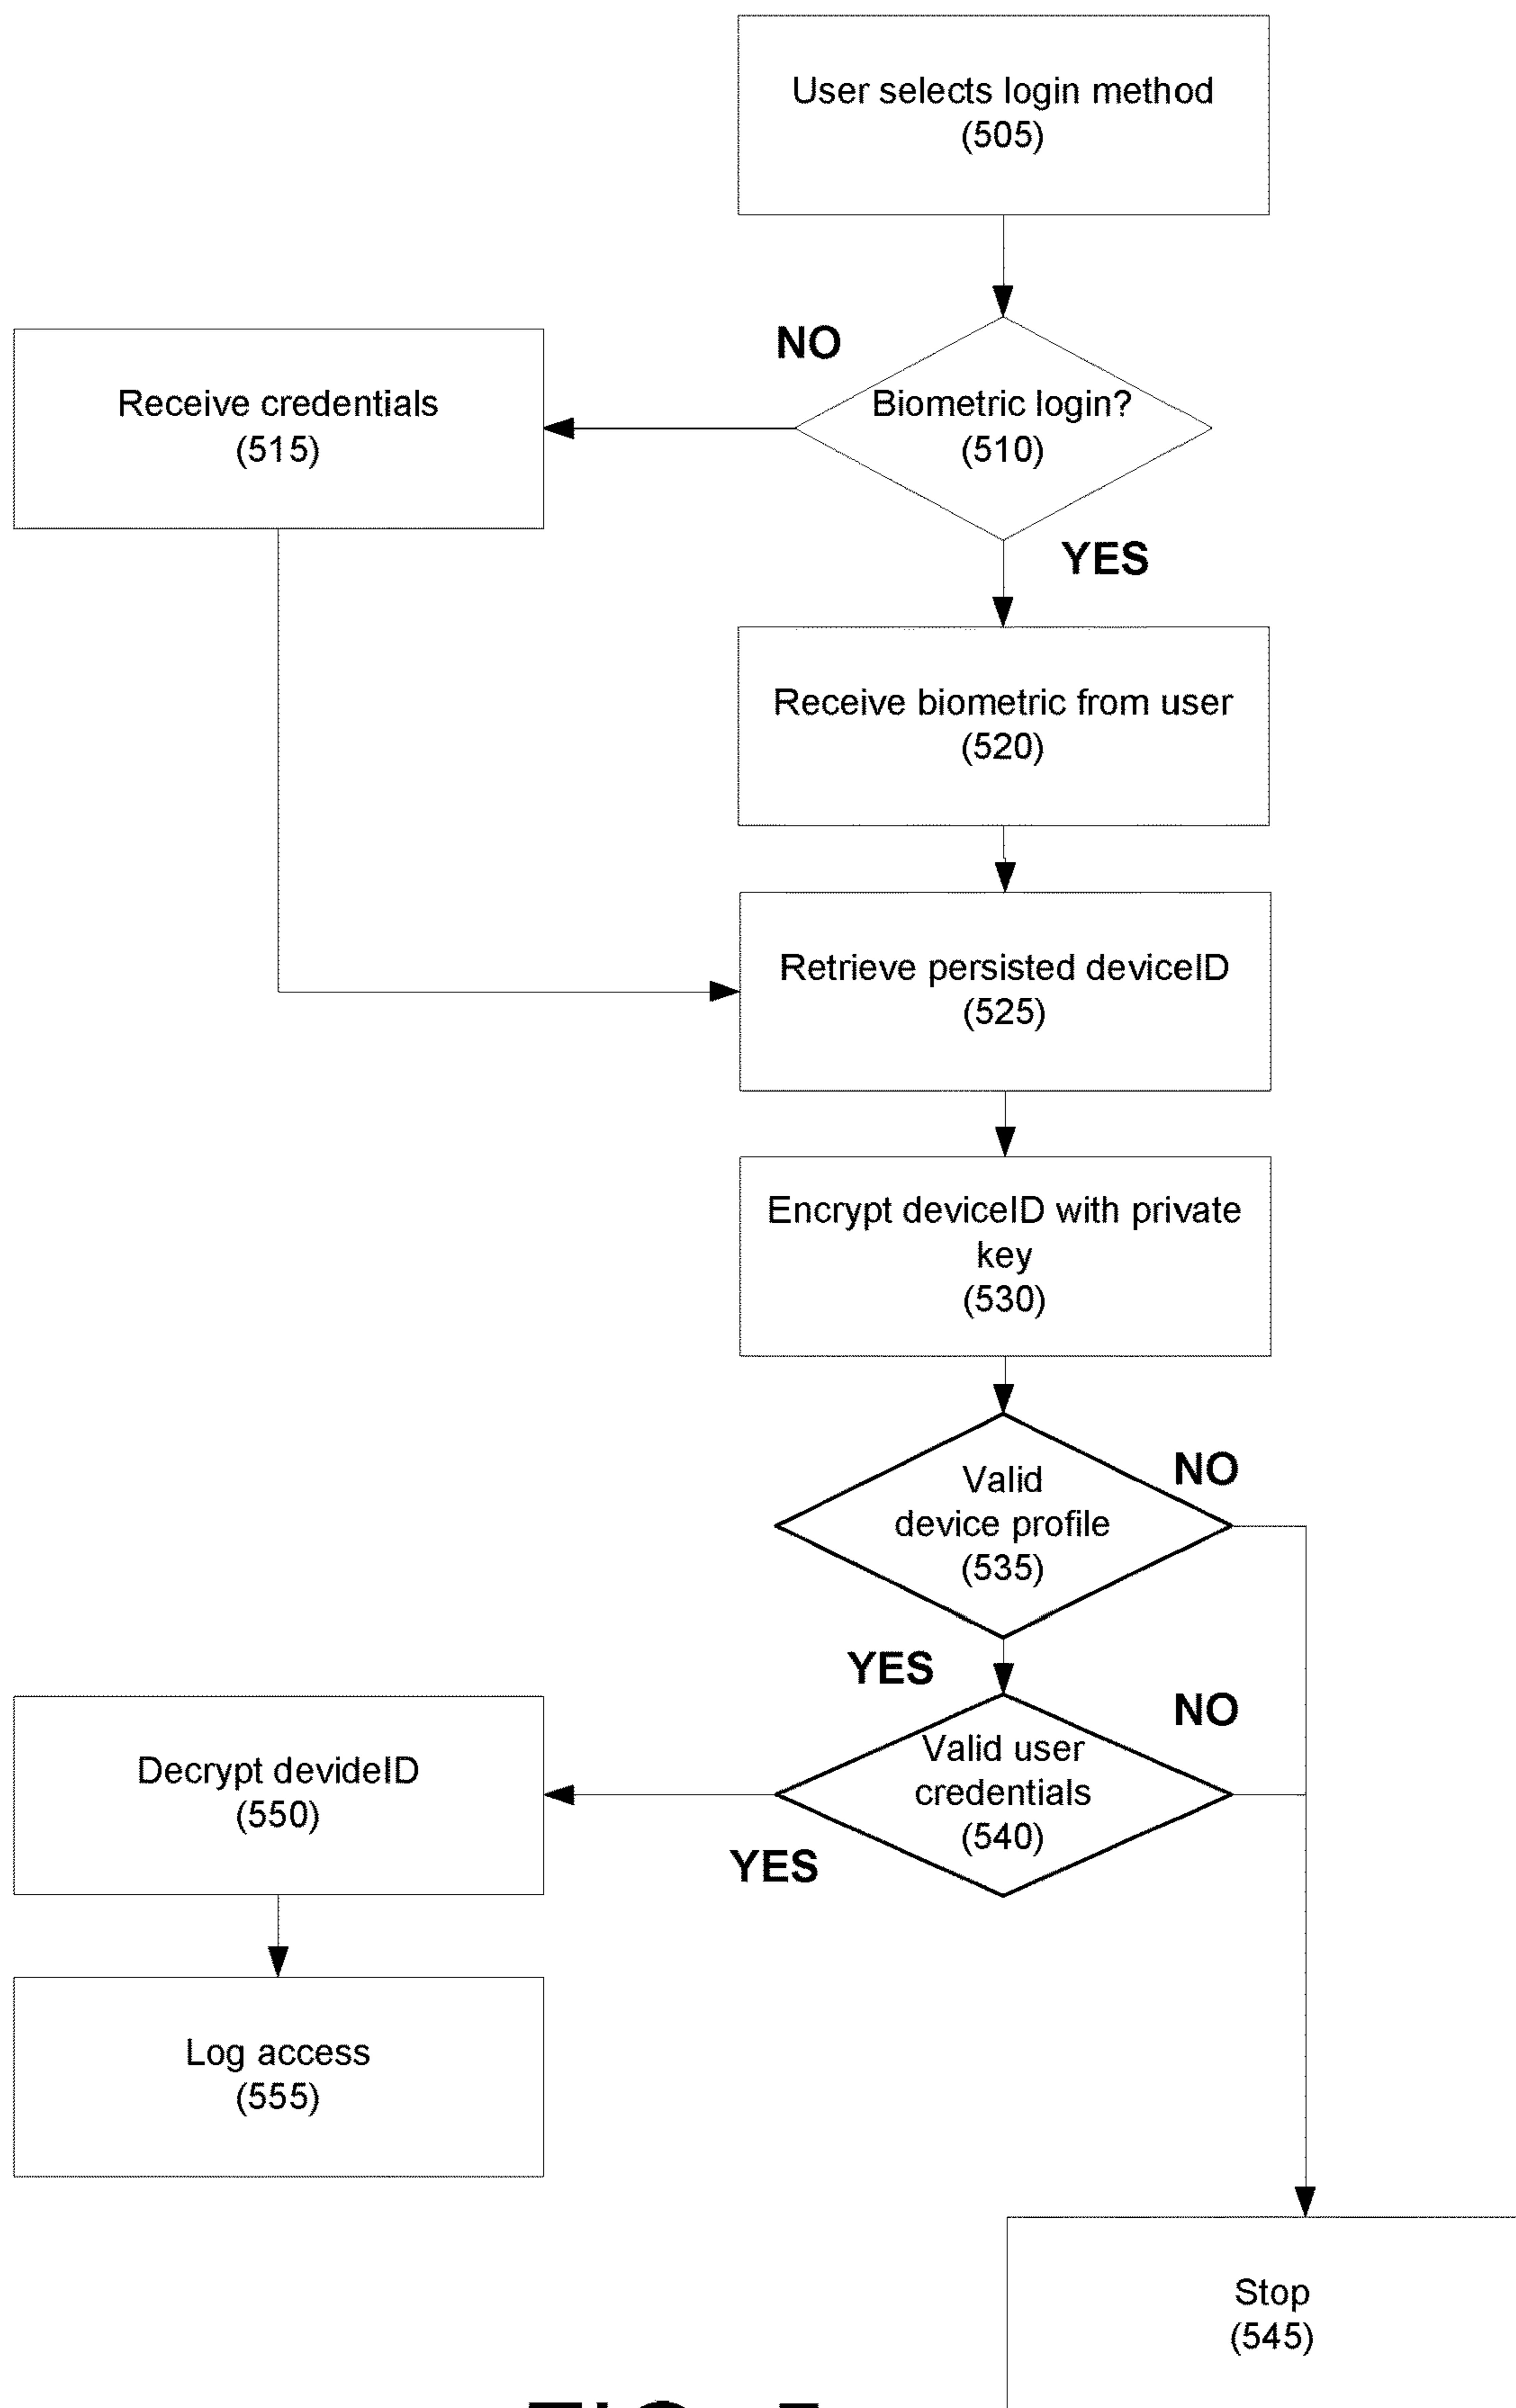 User selects login method
(505)
NO
Biometric login?
(510)
Receive credentials
(515)
YES
Receive biometric from user
(520)
Retrieve persisted deviceID
(525)
Encrypt deviceID with private
key
(530)
Valid
device profile
(535)
NO
YES
Valid user
credentials
(540)
NO
YES
Decrypt devideID
(550)
Log access
(555)
Stop
(545)